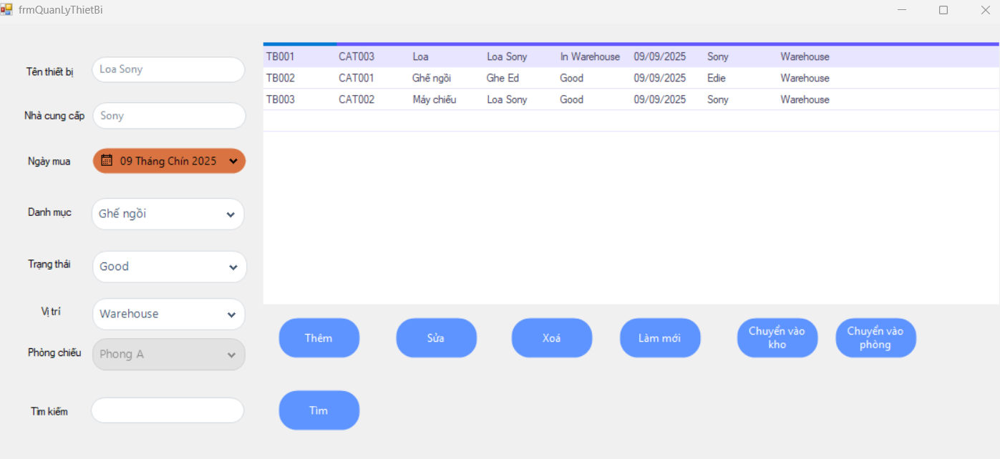 frmQuanLyThietBi
Tên thiết bị
Loa Sony
Nhà cung cấp
Sony
Ngày mua
09 Tháng Chín 2025
Danh mục
Ghế ngồi
Trạng thái
Good
Vị trí
Warehouse
Phòng chiếu
Phong A
Tìm kiếm
TB001 CAT003 Loa Loa Sony In Warehouse 09/09/2025 Sony Warehouse
TB002 CAT001 Ghế ngồi Ghe Ed Good 09/09/2025 Edie Warehouse
TB003 CAT002 Máy chiếu Loa Sony Good 09/09/2025 Sony Warehouse
Thêm
Sửa
Xoá
Làm mới
Chuyển vào
kho
Chuyển vào
phòng
Tìm